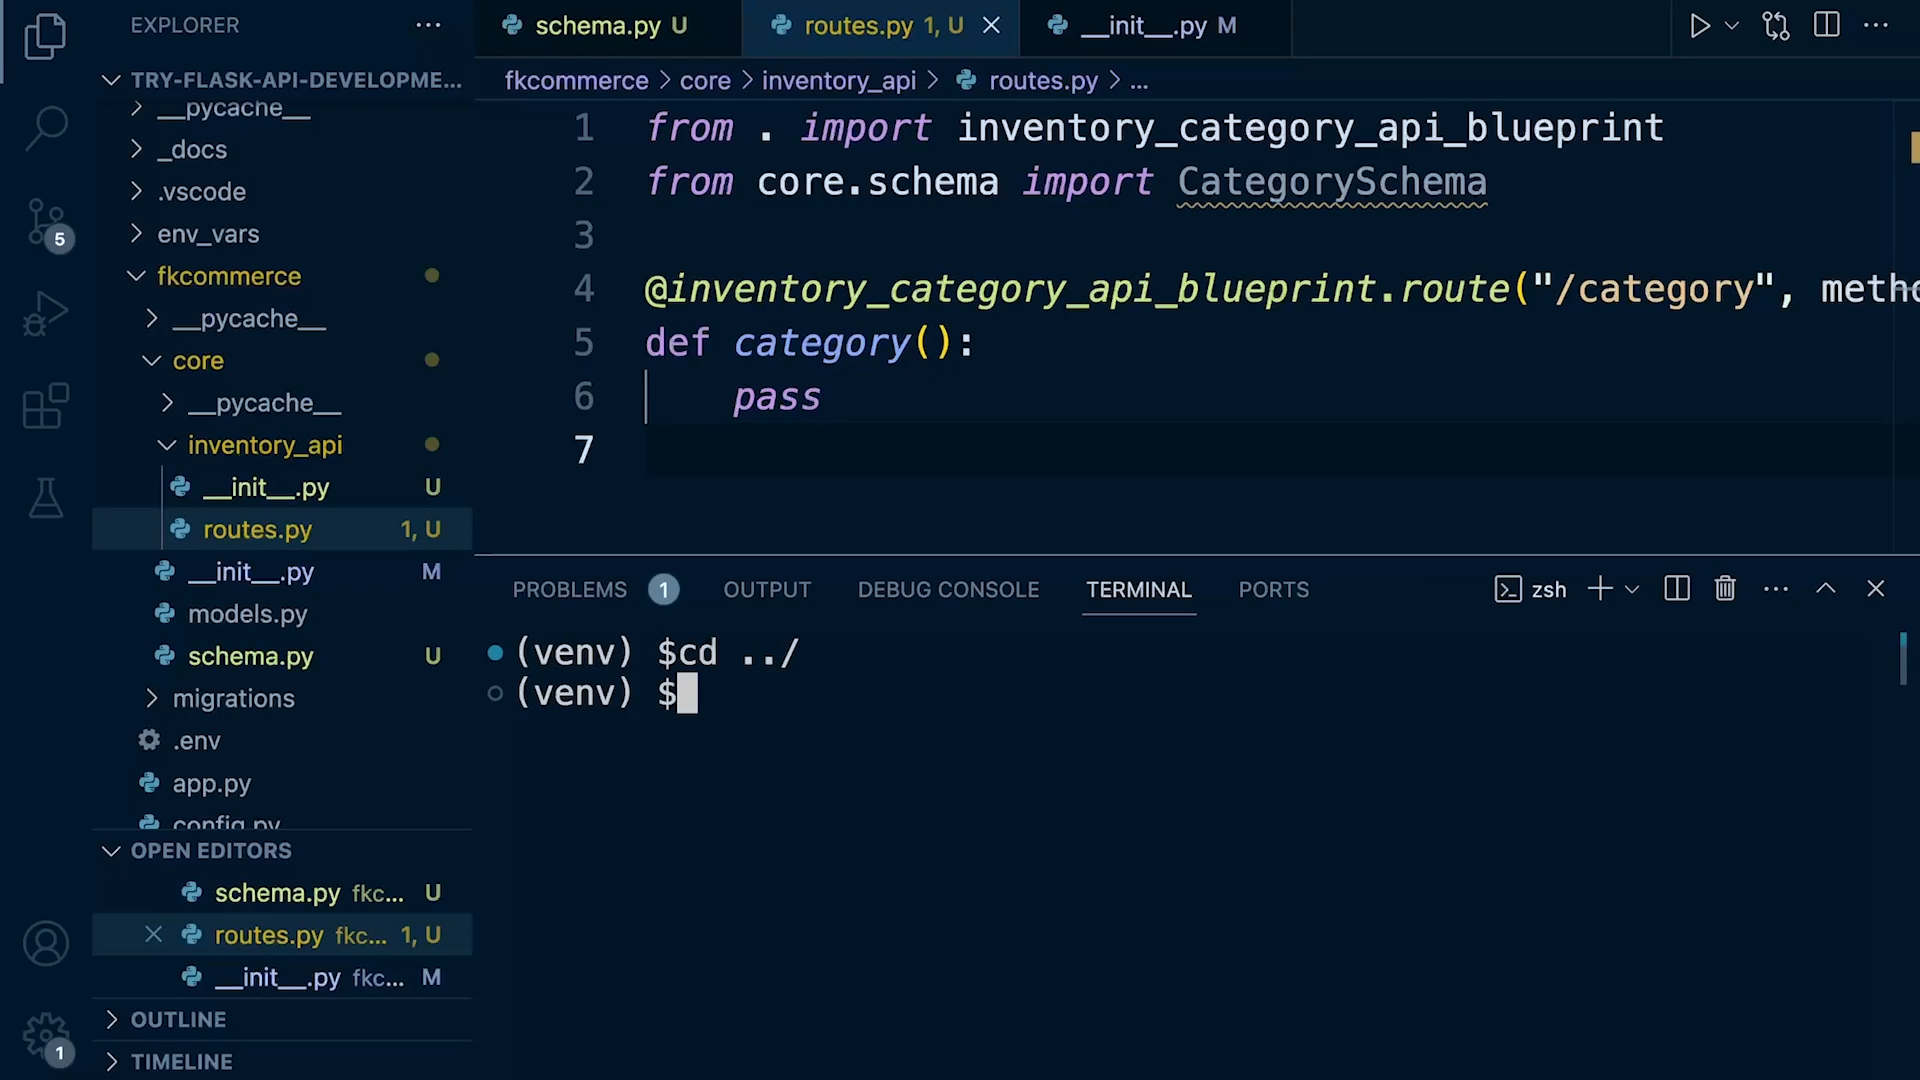 EXPLORER
TRY-FLASK-API-DEVELOPME...
__pycache__
_docs
.vscode
env_vars
fkcommerce
__pycache__
core
__pycache__
inventory_api
__init__.py U
routes.py 1, U
__init__.py M
models.py
schema.py U
migrations
.env
app.py
config.py
OPEN EDITORS
schema.py fkc... U
routes.py fkc... 1, U
__init__.py fkc... M
OUTLINE
TIMELINE
5
1
schema.py U
routes.py 1, U
__init__.py M
fkcommerce > core > inventory_api > routes.py > ...
1 from . import inventory_category_api_blueprint
2 from core.schema import CategorySchema
3
4 @inventory_category_api_blueprint.route("/category", metho
5 def category():
6 pass
7
PROBLEMS 1 OUTPUT DEBUG CONSOLE TERMINAL PORTS zsh
(venv) $cd ../
(venv) $